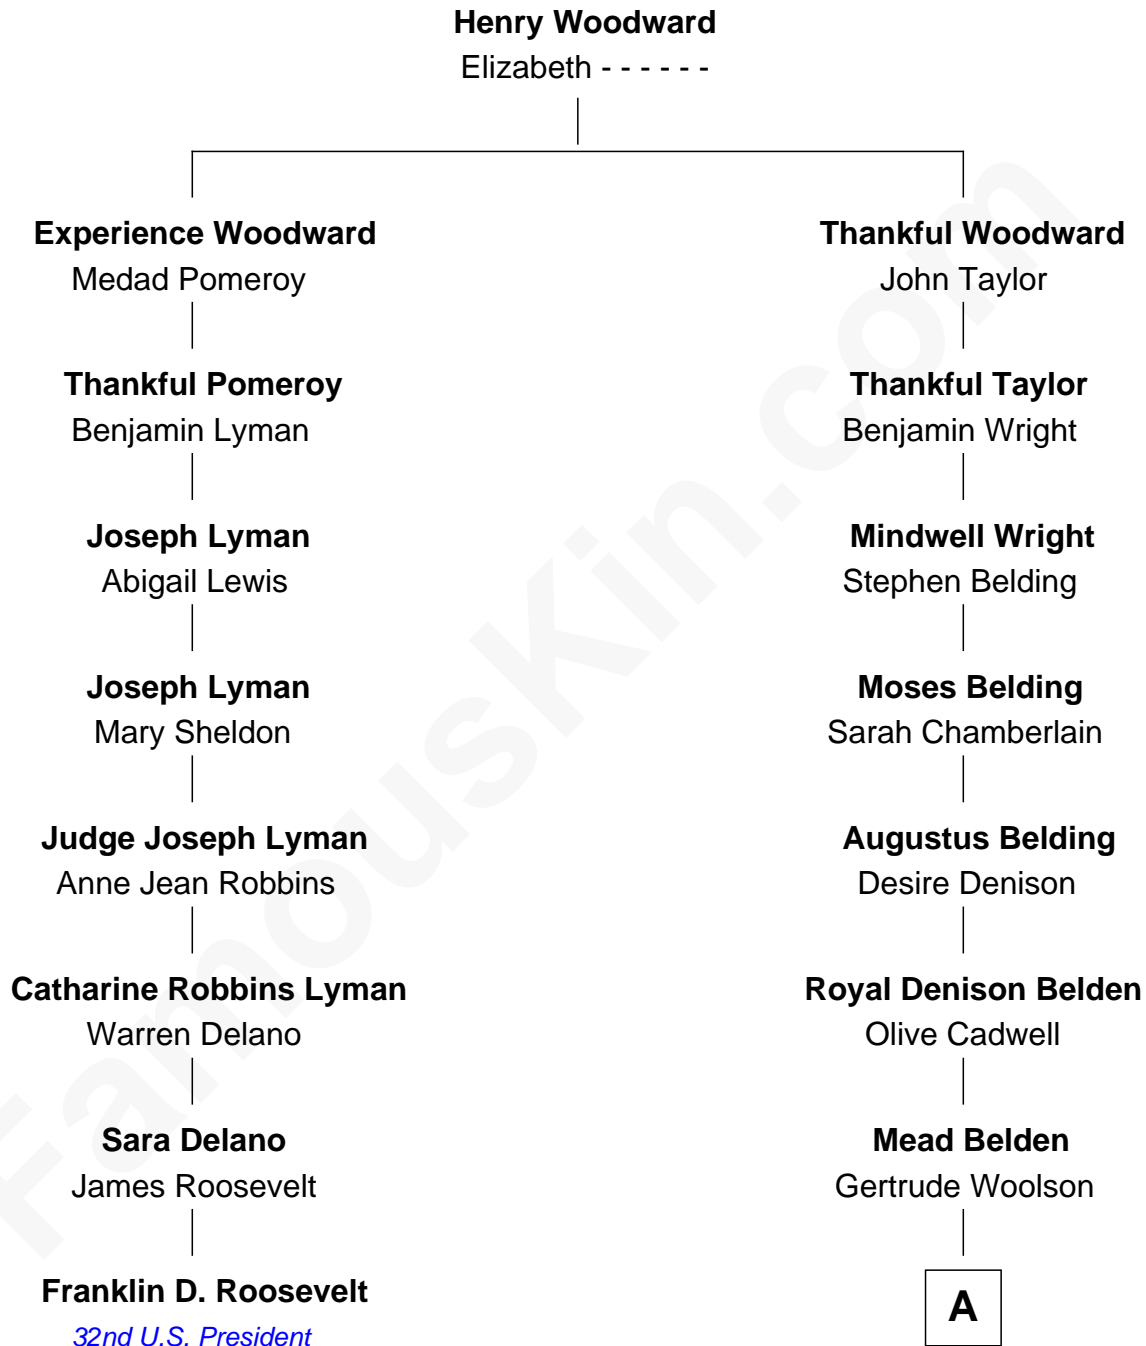 Henry Woodward
Elizabeth - - - - - -
Experience Woodward
Medad Pomeroy
Thankful Woodward
John Taylor
Thankful Pomeroy
Benjamin Lyman
Thankful Taylor
Benjamin Wright
Joseph Lyman
Abigail Lewis
Mindwell Wright
Stephen Belding
Joseph Lyman
Mary Sheldon
Moses Belding
Sarah Chamberlain
Judge Joseph Lyman
Anne Jean Robbins
Augustus Belding
Desire Denison
Catharine Robbins Lyman
Warren Delano
Royal Denison Belden
Olive Cadwell
Sara Delano
James Roosevelt
Mead Belden
Gertrude Woolson
Franklin D. Roosevelt
32nd U.S. President
A
FamousKin.com